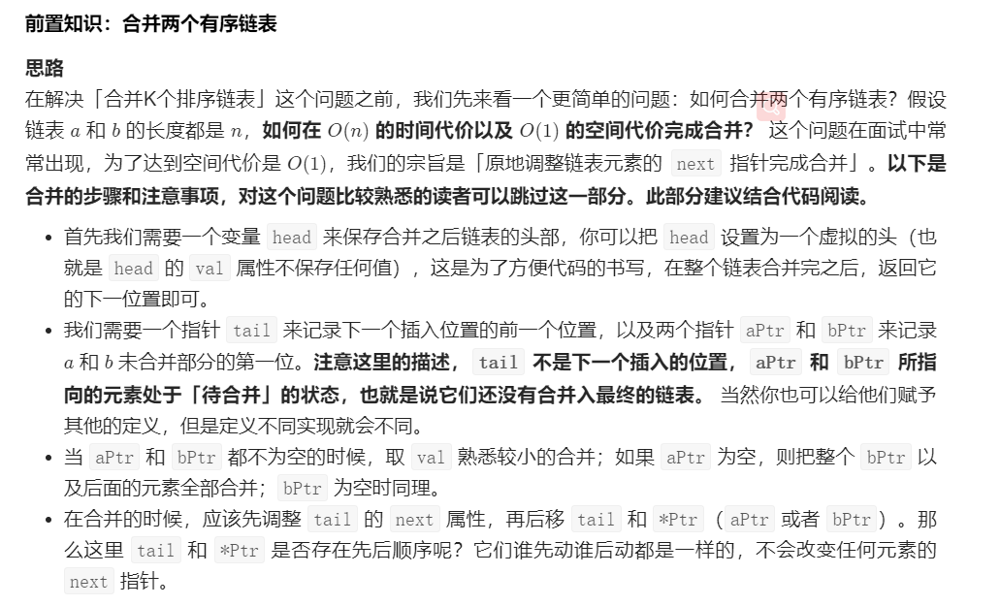 前置知识：合并两个有序链表
思路
在解决「合并K个排序链表」这个问题之前，我们先来看一个更简单的问题：如何合并两个有序链表？假设
链表 a 和 b 的长度都是 n，如何在 O(n) 的时间代价以及 O(1) 的空间代价完成合并？ 这个问题在面试中常
常出现，为了达到空间代价是 O(1)，我们的宗旨是「原地调整链表元素的 next 指针完成合并」。以下是
合并的步骤和注意事项，对这个问题比较熟悉的读者可以跳过这一部分。此部分建议结合代码阅读。
• 首先我们需要一个变量 head 来保存合并之后链表的头部，你可以把 head 设置为一个虚拟的头（也
就是 head 的 val 属性不保存任何值），这是为了方便代码的书写，在整个链表合并完之后，返回它
的下一位置即可。
• 我们需要一个指针 tail 来记录下一个插入位置的前一个位置，以及两个指针 aPtr 和 bPtr 来记录
a 和 b 未合并部分的第一位。注意这里的描述， tail 不是下一个插入的位置， aPtr 和 bPtr 所指
向的元素处于「待合并」的状态，也就是说它们还没有合并入最终的链表。 当然你也可以给他们赋予
其他的定义，但是定义不同实现就会不同。
• 当 aPtr 和 bPtr 都不为空的时候，取 val 熟悉较小的合并；如果 aPtr 为空，则把整个 bPtr 以
及后面的元素全部合并； bPtr 为空时同理。
• 在合并的时候，应该先调整 tail 的 next 属性，再后移 tail 和 *Ptr （ aPtr 或者 bPtr ）。那
么这里 tail 和 *Ptr 是否存在先后顺序呢？它们谁先动谁后动都是一样的，不会改变任何元素的
next 指针。